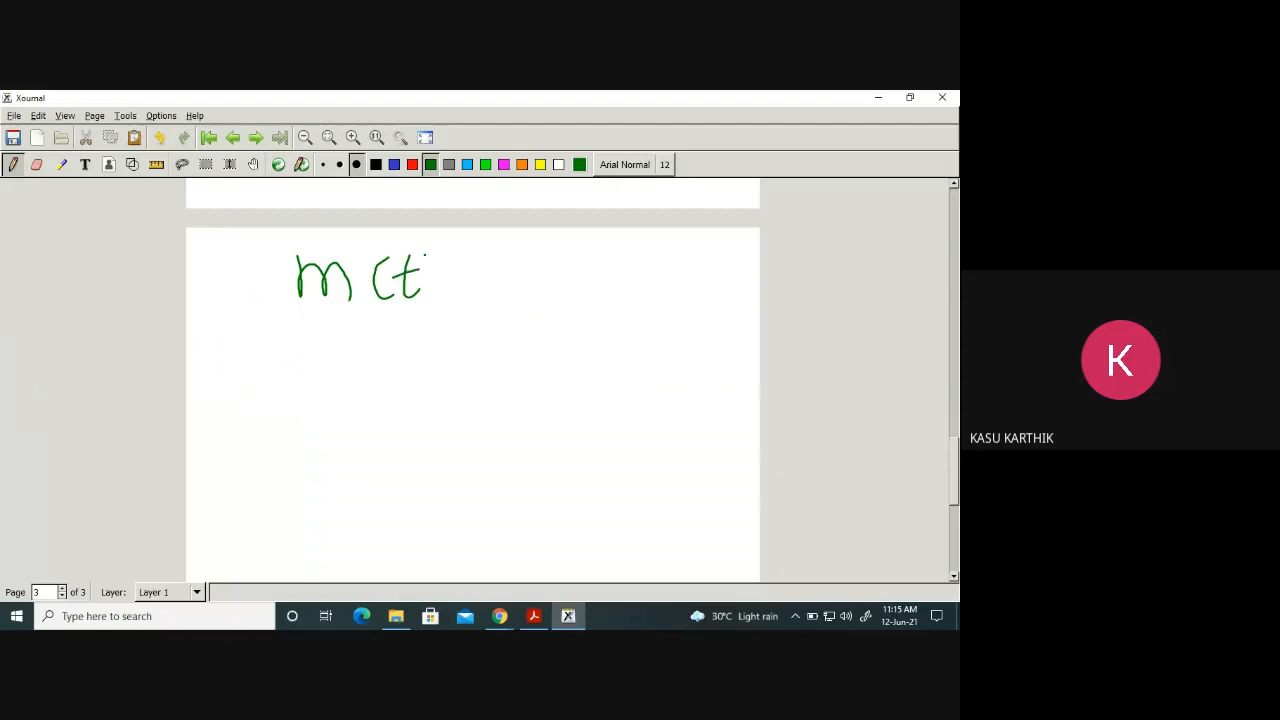 Xournal
File Edit View Page Tools Options Help
T Arial Normal 12
m(t
K
KASU KARTHIK
Page 3 of 3 Layer: Layer 1
Type here to search 30°C Light rain 11:15 AM
12-Jun-21